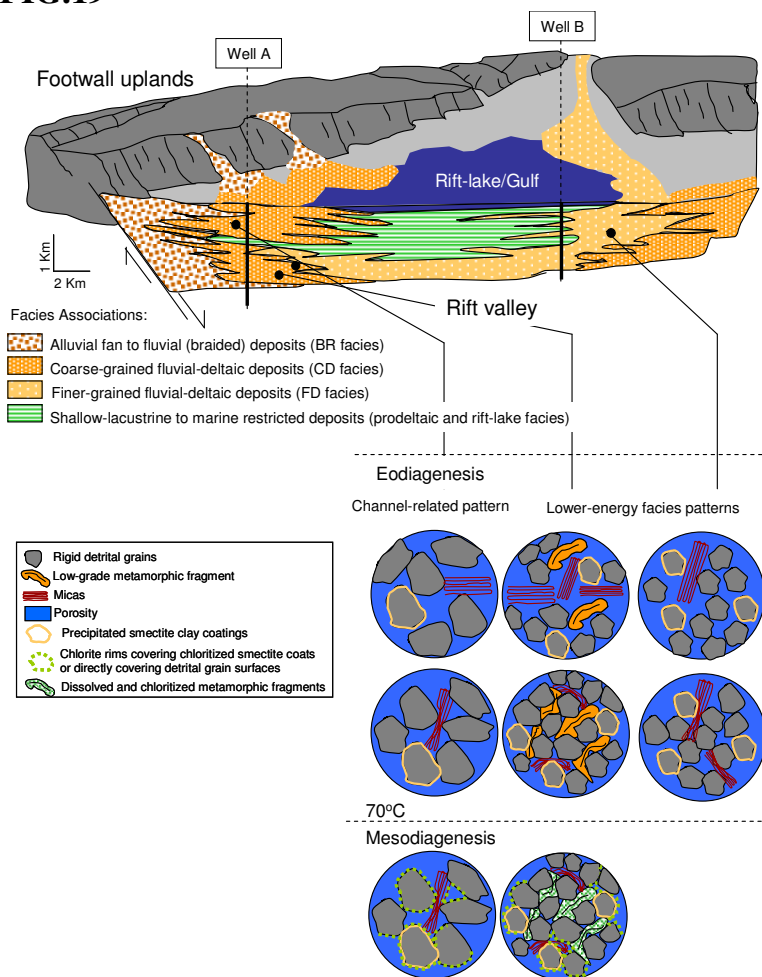 FIG.19
Well B
Well A
Footwall uplands
Rift-lake/Gulf
1 Km
2 Km
Rift valley
Facies Associations:
Alluvial fan to fluvial (braided) deposits (BR facies)
Coarse-grained fluvial-deltaic deposits (CD facies)
Finer-grained fluvial-deltaic deposits (FD facies)
Shallow-lacustrine to marine restricted deposits (prodeltaic and rift-lake facies)
Eodiagenesis
Channel-related pattern
Lower-energy facies patterns
Rigid detrital grains
Low-grade metamorphic fragment
Micas
Porosity
Precipitated smectite clay coatings
Chlorite rims covering chloritized smectite coats
or directly covering detrital grain surfaces
Dissolved and chloritized metamorphic fragments
70°C
Mesodiagenesis